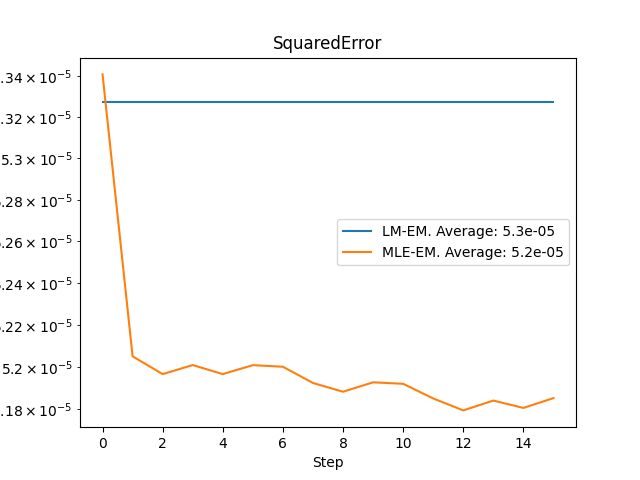 SquaredError
.34 × 10⁻⁵
.32 × 10⁻⁵
5.3 × 10⁻⁵
.28 × 10⁻⁵
.26 × 10⁻⁵
.24 × 10⁻⁵
.22 × 10⁻⁵
5.2 × 10⁻⁵
.18 × 10⁻⁵
LM-EM. Average: 5.3e-05
MLE-EM. Average: 5.2e-05
0 2 4 6 8 10 12 14
Step